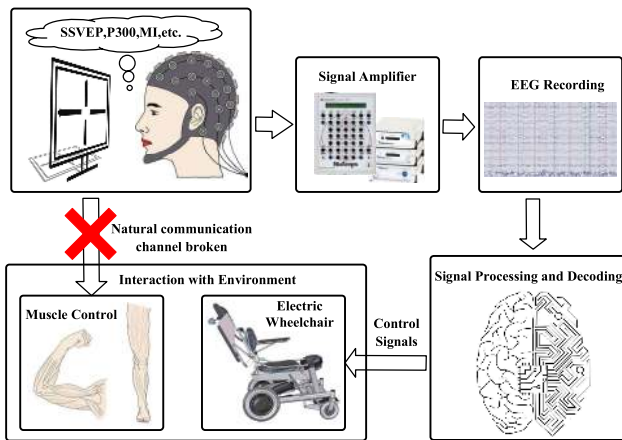 SSVEP,P300,MI,etc.
Signal Amplifier
EEG Recording
Natural communication
channel broken
Interaction with Environment
Signal Processing and Decoding
Muscle Control
Electric
Wheelchair
Control
Signals